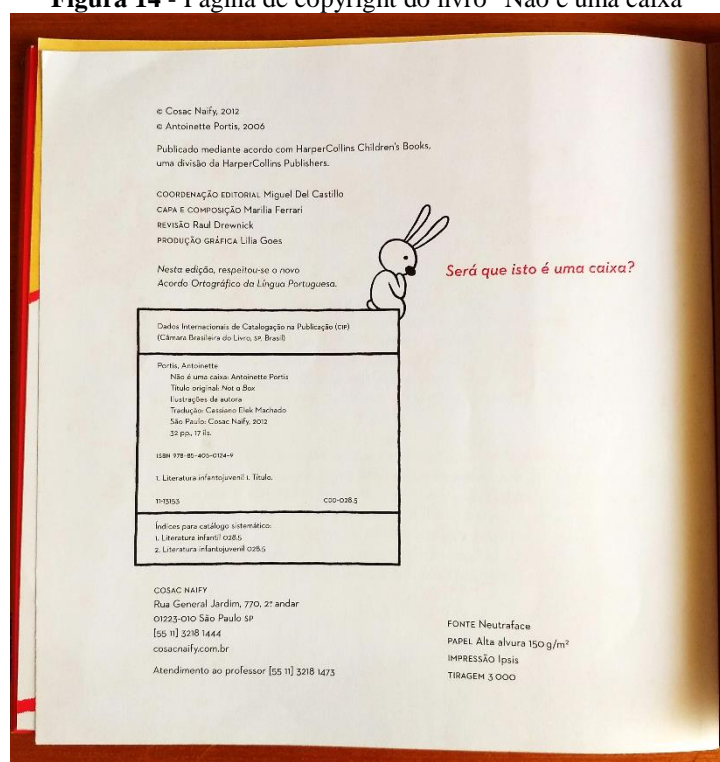 Figura 14 - Página de copyright do livro "Não é uma caixa"
© Cosac Naify, 2012
© Antoinette Portis, 2006
Publicado mediante acordo com HarperCollins Children's Books,
uma divisão da HarperCollins Publishers.
COORDENAÇÃO EDITORIAL Miguel Del Castillo
CAPA E COMPOSIÇÃO Marilia Ferrari
REVISÃO Raul Drewnick
PRODUÇÃO GRÁFICA Lilia Goes
Nesta edição, respeitou-se o novo
Acordo Ortográfico da Língua Portuguesa.
Será que isto é uma caixa?
Dados Internacionais de Catalogação na Publicação (CIP)
(Câmara Brasileira do Livro, SP, Brasil)
Portis, Antoinette
Não é uma caixa: Antoinette Portis
Título original: Not a Box
Ilustrações da autora
Tradução: Cassiano Elek Machado
São Paulo: Cosac Naify, 2012
32 pp., 17 ils.
ISBN 978-85-405-0124-9
1. Literatura infantojuvenil I. Título.
11-13153 CDD-028.5
Índices para catálogo sistemático:
1. Literatura infantil 028.5
2. Literatura infantojuvenil 028.5
COSAC NAIFY
Rua General Jardim, 770, 2º andar
01223-010 São Paulo SP
[55 11] 3218 1444
cosacnaify.com.br
Atendimento ao professor [55 11] 3218 1473
FONTE Neutraface
PAPEL Alta alvura 150 g/m²
IMPRESSÃO Ipsis
TIRAGEM 3 000